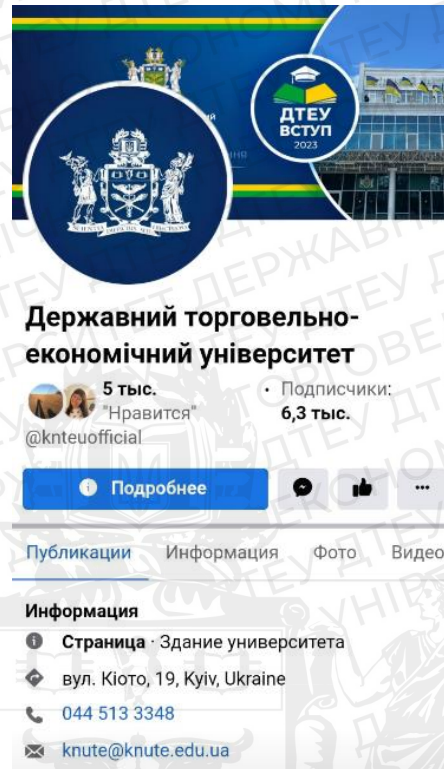 ДТЕУ
ВСТУП
2023
Державний торговельно-
економічний університет
5 тыс. • Подписчики:
"Нравится" 6,3 тыс.
@knteuofficial
Подробнее
Публикации Информация Фото Видео
Информация
Страница · Здание университета
вул. Кіото, 19, Kyiv, Ukraine
044 513 3348
knute@knute.edu.ua